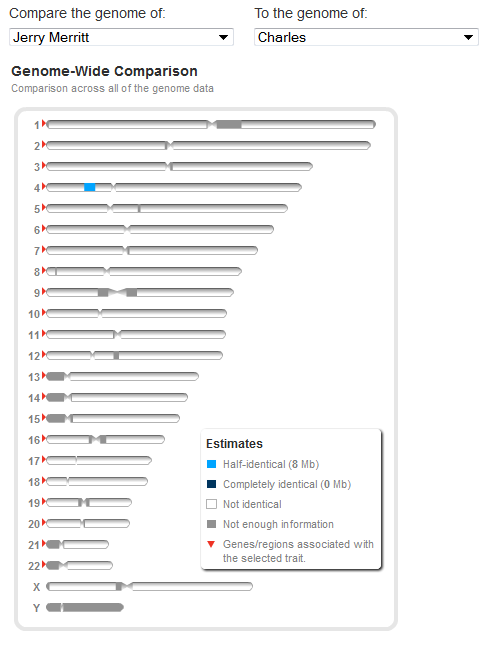 Compare the genome of:
To the genome of:
Jerry Merritt
Charles
Genome-Wide Comparison
Comparison across all of the genome data
1
2
3
4
5
6
7
8
9
10
11
12
13
14
15
16
17
18
19
20
21
22
X
Y
Estimates
Half-identical (8 Mb)
Completely identical (0 Mb)
Not identical
Not enough information
Genes/regions associated with
the selected trait.